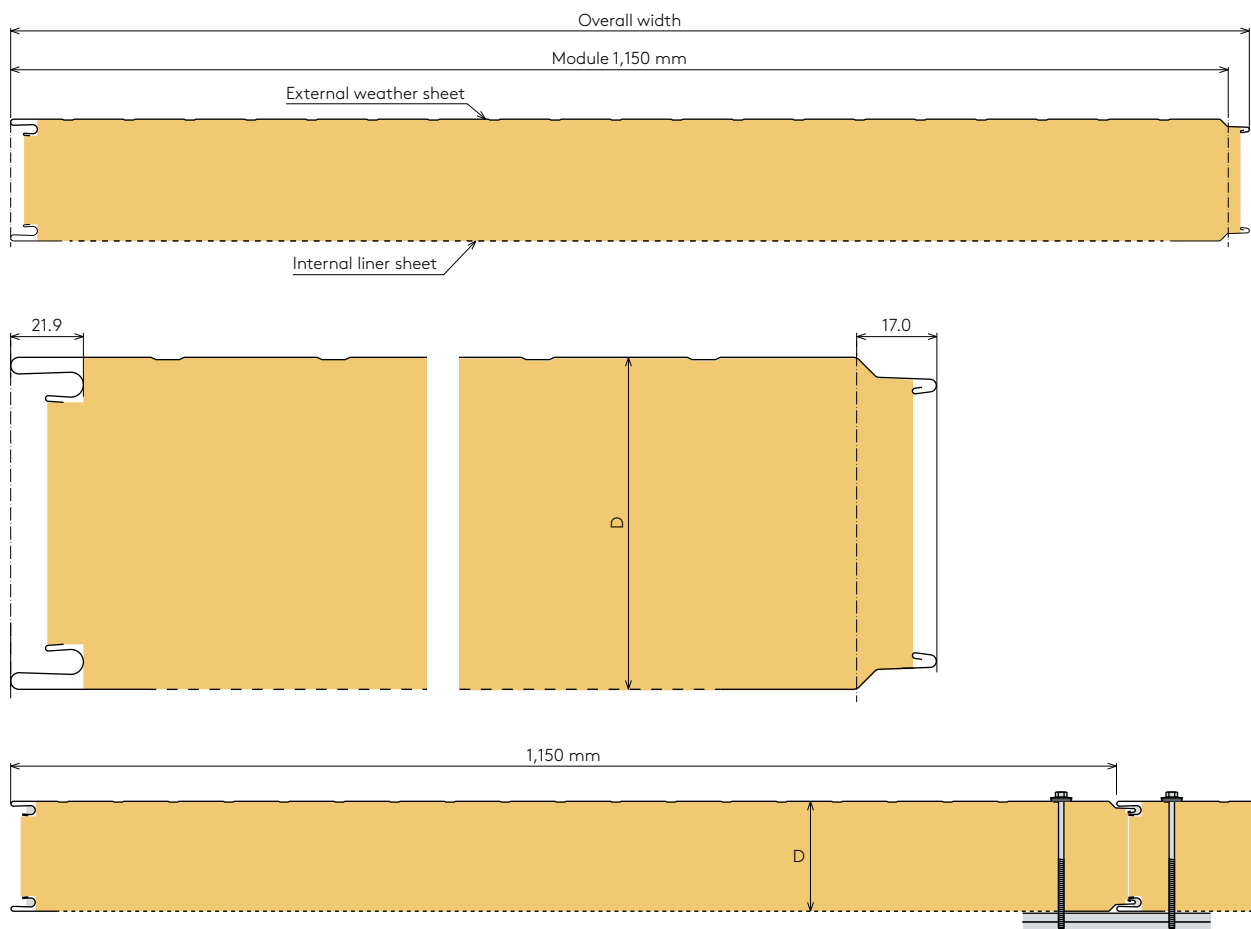 Overall width
Module 1,150 mm
External weather sheet
Internal liner sheet
21.9
17.0
D
1,150 mm
D